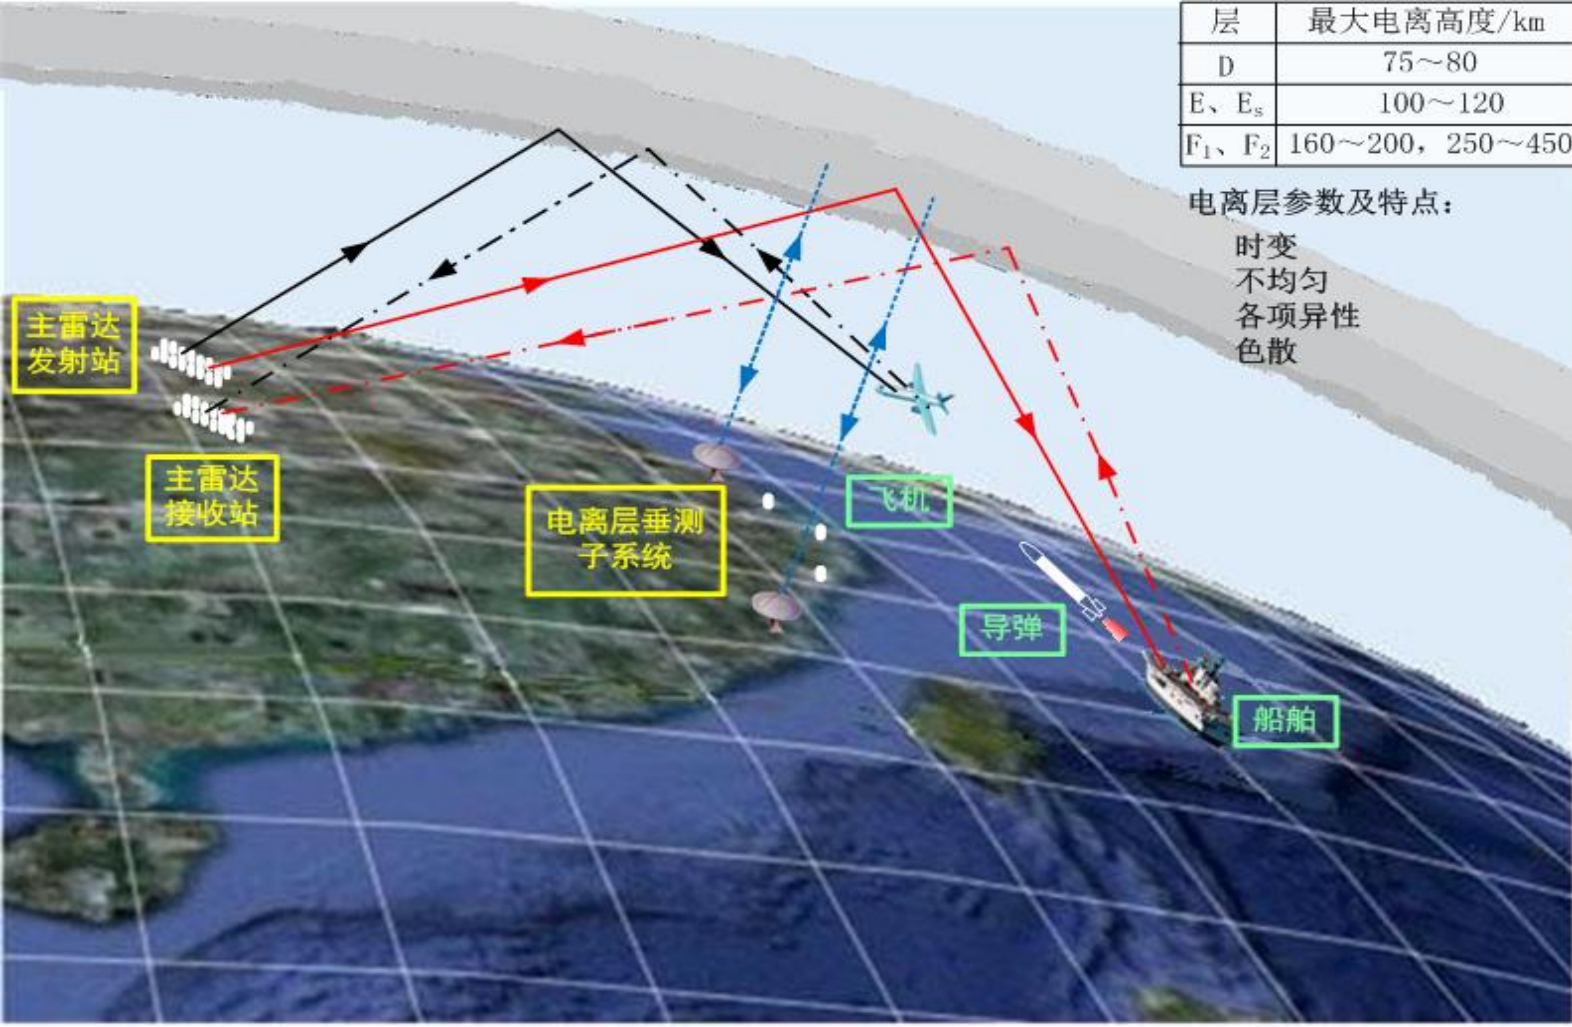 层 最大电离高度/km
D 75～80
E、Es 100～120
F1、F2 160～200，250～450
电离层参数及特点：
时变
不均匀
各项异性
色散
主雷达
发射站
主雷达
接收站
电离层垂测
子系统
飞机
导弹
船舶